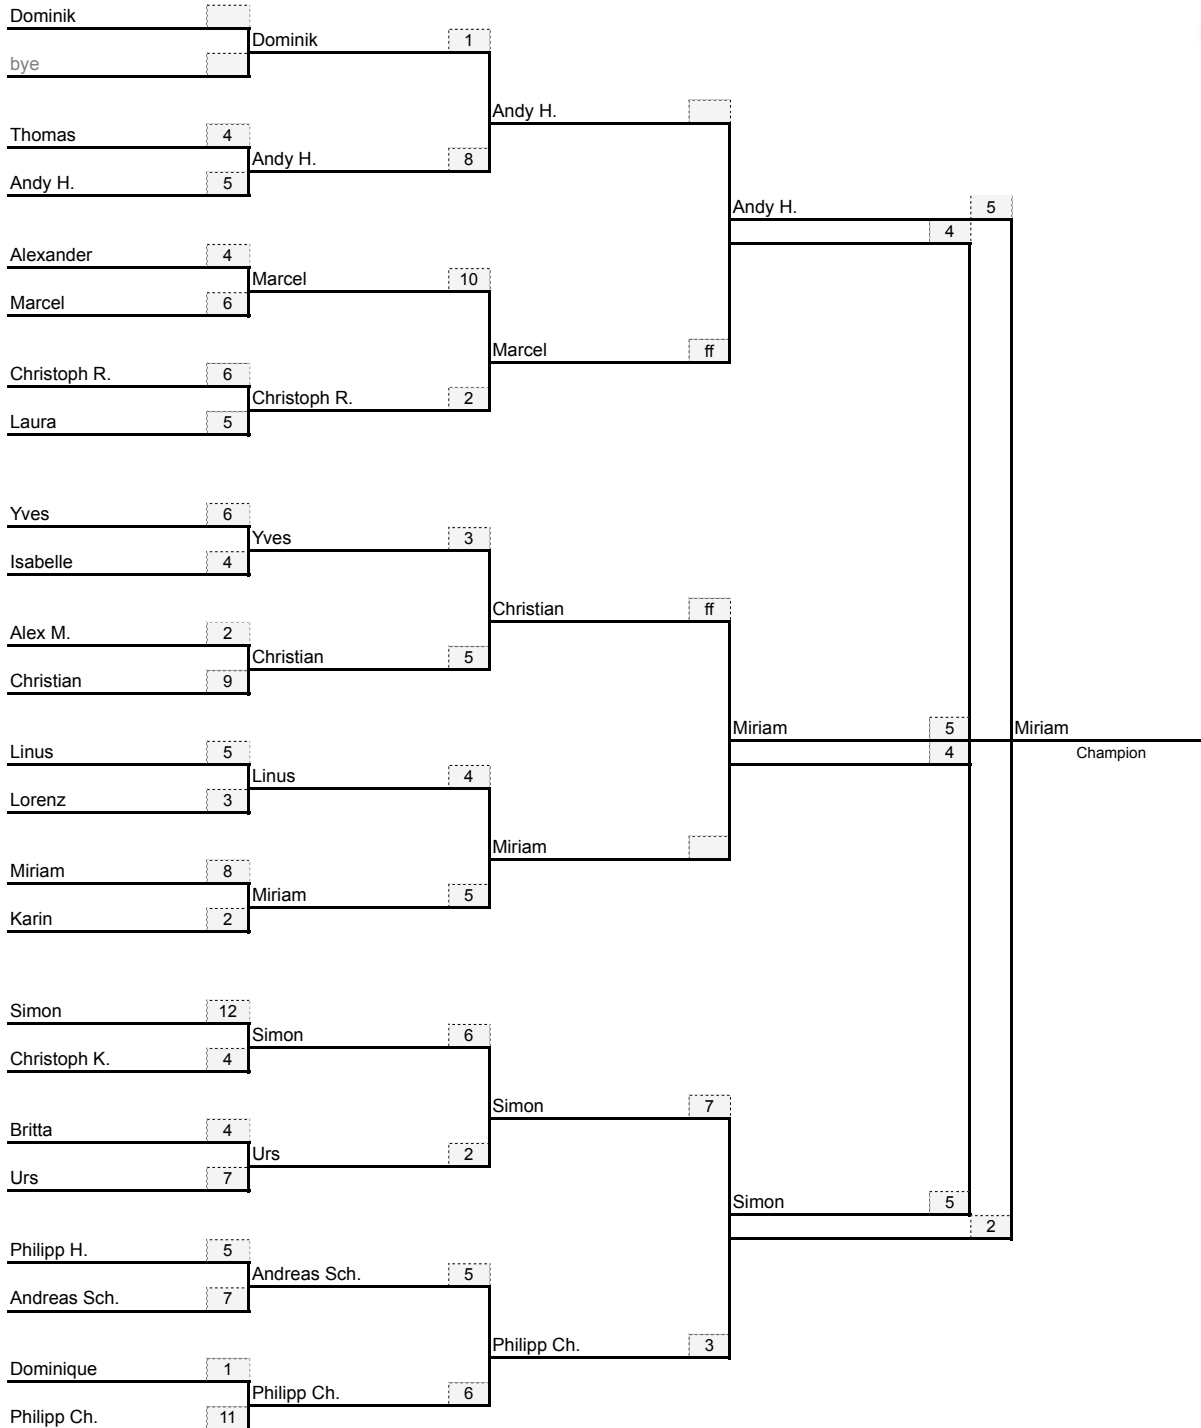 Dominik
Dominik 1
bye
Andy H.
Thomas 4
Andy H. 8
Andy H. 5
Andy H. 5
4
Alexander 4
Marcel 10
Marcel 6
Marcel ff
Christoph R. 6
Christoph R. 2
Laura 5
Yves 6
Yves 3
Isabelle 4
Christian ff
Alex M. 2
Christian 5
Christian 9
Miriam 5 Miriam
Linus 5 4 Champion
Linus 4
Lorenz 3
Miriam
Miriam 8
Miriam 5
Karin 2
Simon 12
Simon 6
Christoph K. 4
Simon 7
Britta 4
Urs 2
Urs 7
Simon 5
2
Philipp H. 5
Andreas Sch. 5
Andreas Sch. 7
Philipp Ch. 3
Dominique 1
Philipp Ch. 6
Philipp Ch. 11